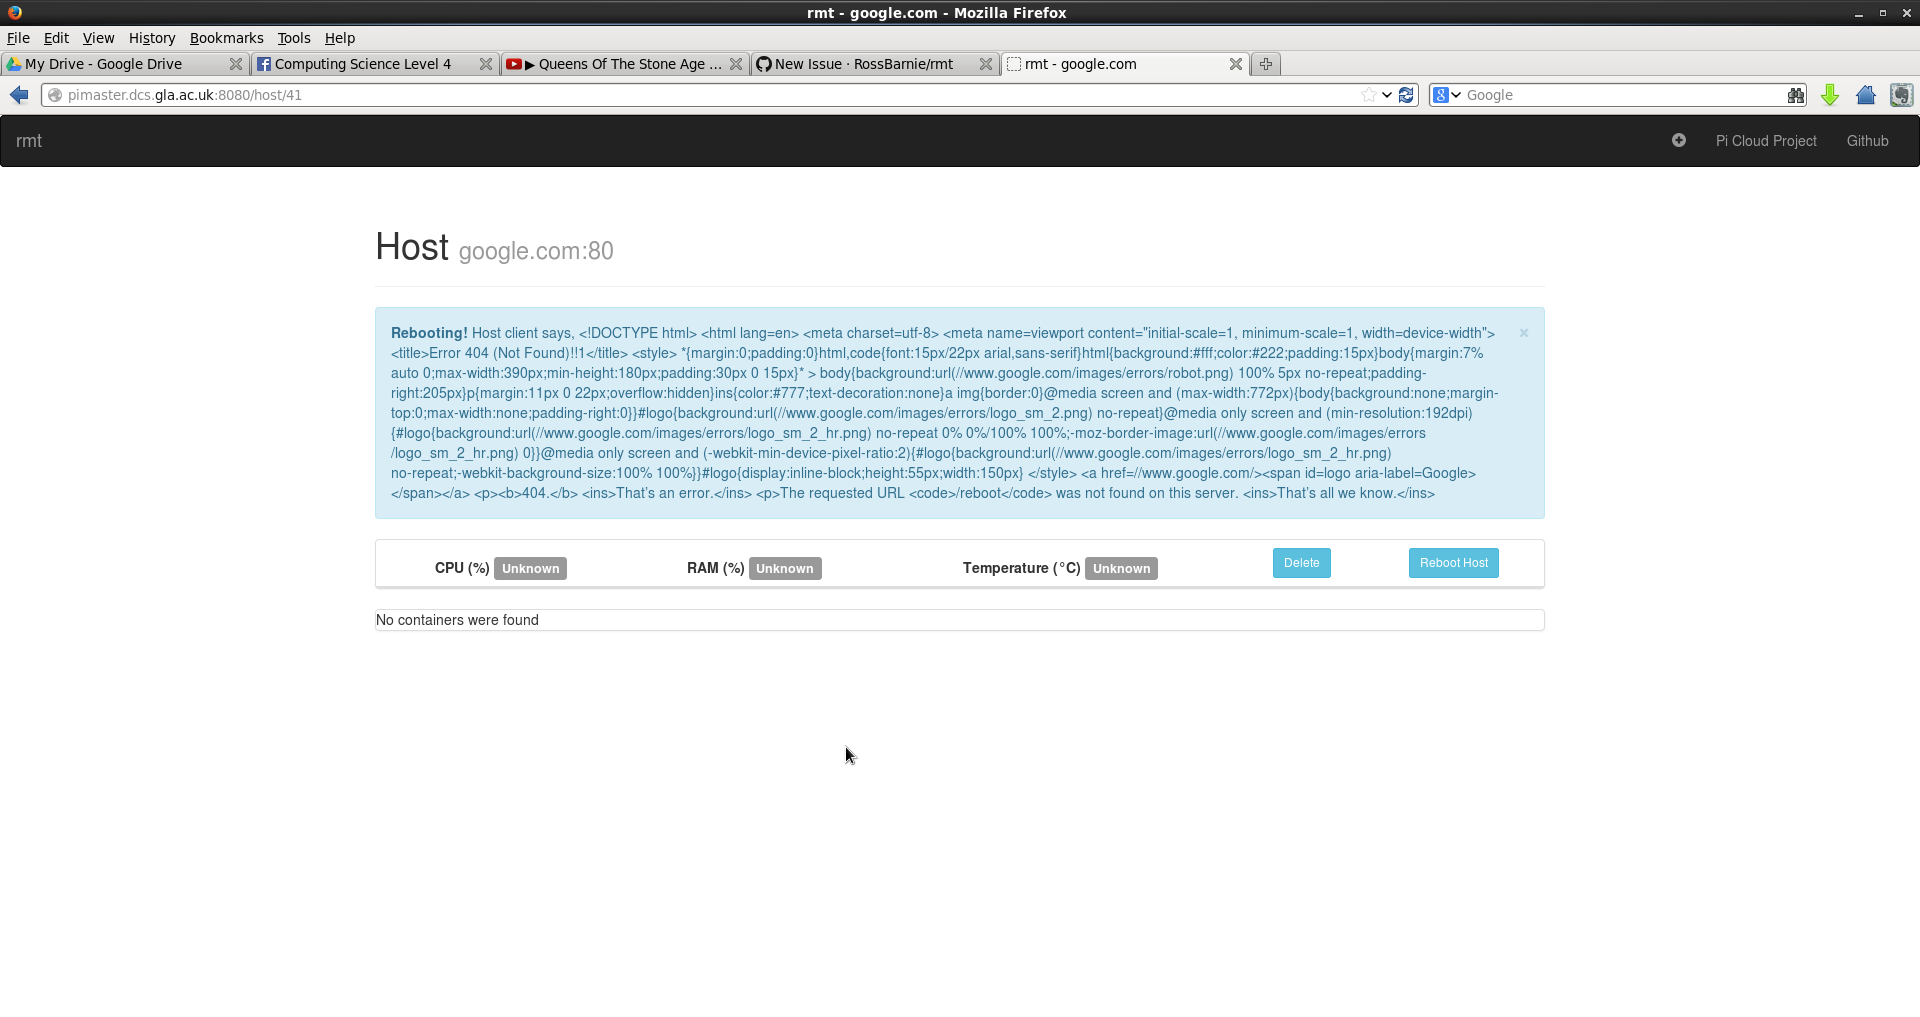 rmt - google.com - Mozilla Firefox
File Edit View History Bookmarks Tools Help
My Drive - Google Drive
Computing Science Level 4
▶ Queens Of The Stone Age ...
New Issue · RossBarnie/rmt
rmt - google.com
pimaster.dcs.gla.ac.uk:8080/host/41
Google
rmt
Pi Cloud Project
Github
Host google.com:80
Rebooting! Host client says, <!DOCTYPE html> <html lang=en> <meta charset=utf-8> <meta name=viewport content="initial-scale=1, minimum-scale=1, width=device-width">
<title>Error 404 (Not Found)!!1</title> <style> *{margin:0;padding:0}html,code{font:15px/22px arial,sans-serif}html{background:#fff;color:#222;padding:15px}body{margin:7%
auto 0;max-width:390px;min-height:180px;padding:30px 0 15px}* > body{background:url(//www.google.com/images/errors/robot.png) 100% 5px no-repeat;padding-
right:205px}p{margin:11px 0 22px;overflow:hidden}ins{color:#777;text-decoration:none}a img{border:0}@media screen and (max-width:772px){body{background:none;margin-
top:0;max-width:none;padding-right:0}}#logo{background:url(//www.google.com/images/errors/logo_sm_2.png) no-repeat}@media only screen and (min-resolution:192dpi)
{#logo{background:url(//www.google.com/images/errors/logo_sm_2_hr.png) no-repeat 0% 0%/100% 100%;-moz-border-image:url(//www.google.com/images/errors
/logo_sm_2_hr.png) 0}}@media only screen and (-webkit-min-device-pixel-ratio:2){#logo{background:url(//www.google.com/images/errors/logo_sm_2_hr.png)
no-repeat;-webkit-background-size:100% 100%}}#logo{display:inline-block;height:55px;width:150px} </style> <a href=//www.google.com/><span id=logo aria-label=Google>
</span></a> <p><b>404.</b> <ins>That's an error.</ins> <p>The requested URL <code>/reboot</code> was not found on this server. <ins>That's all we know.</ins>
×
CPU (%) Unknown
RAM (%) Unknown
Temperature (°C) Unknown
Delete
Reboot Host
No containers were found